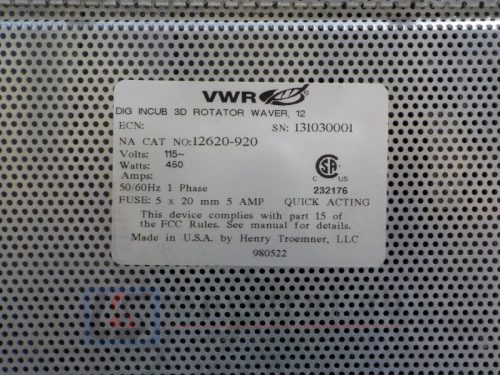 VWR
DIG INCUB 3D ROTATOR WAVER, 12
ECN: SN: 131030001
NA CAT NO:12620-920
Volts: 115~
Watts: 450
Amps:
50/60Hz 1 Phase
C US
232176
FUSE: 5 x 20 mm 5 AMP QUICK ACTING
This device complies with part 15 of
the FCC Rules. See manual for details.
Made in U.S.A. by Henry Troemner, LLC
980522